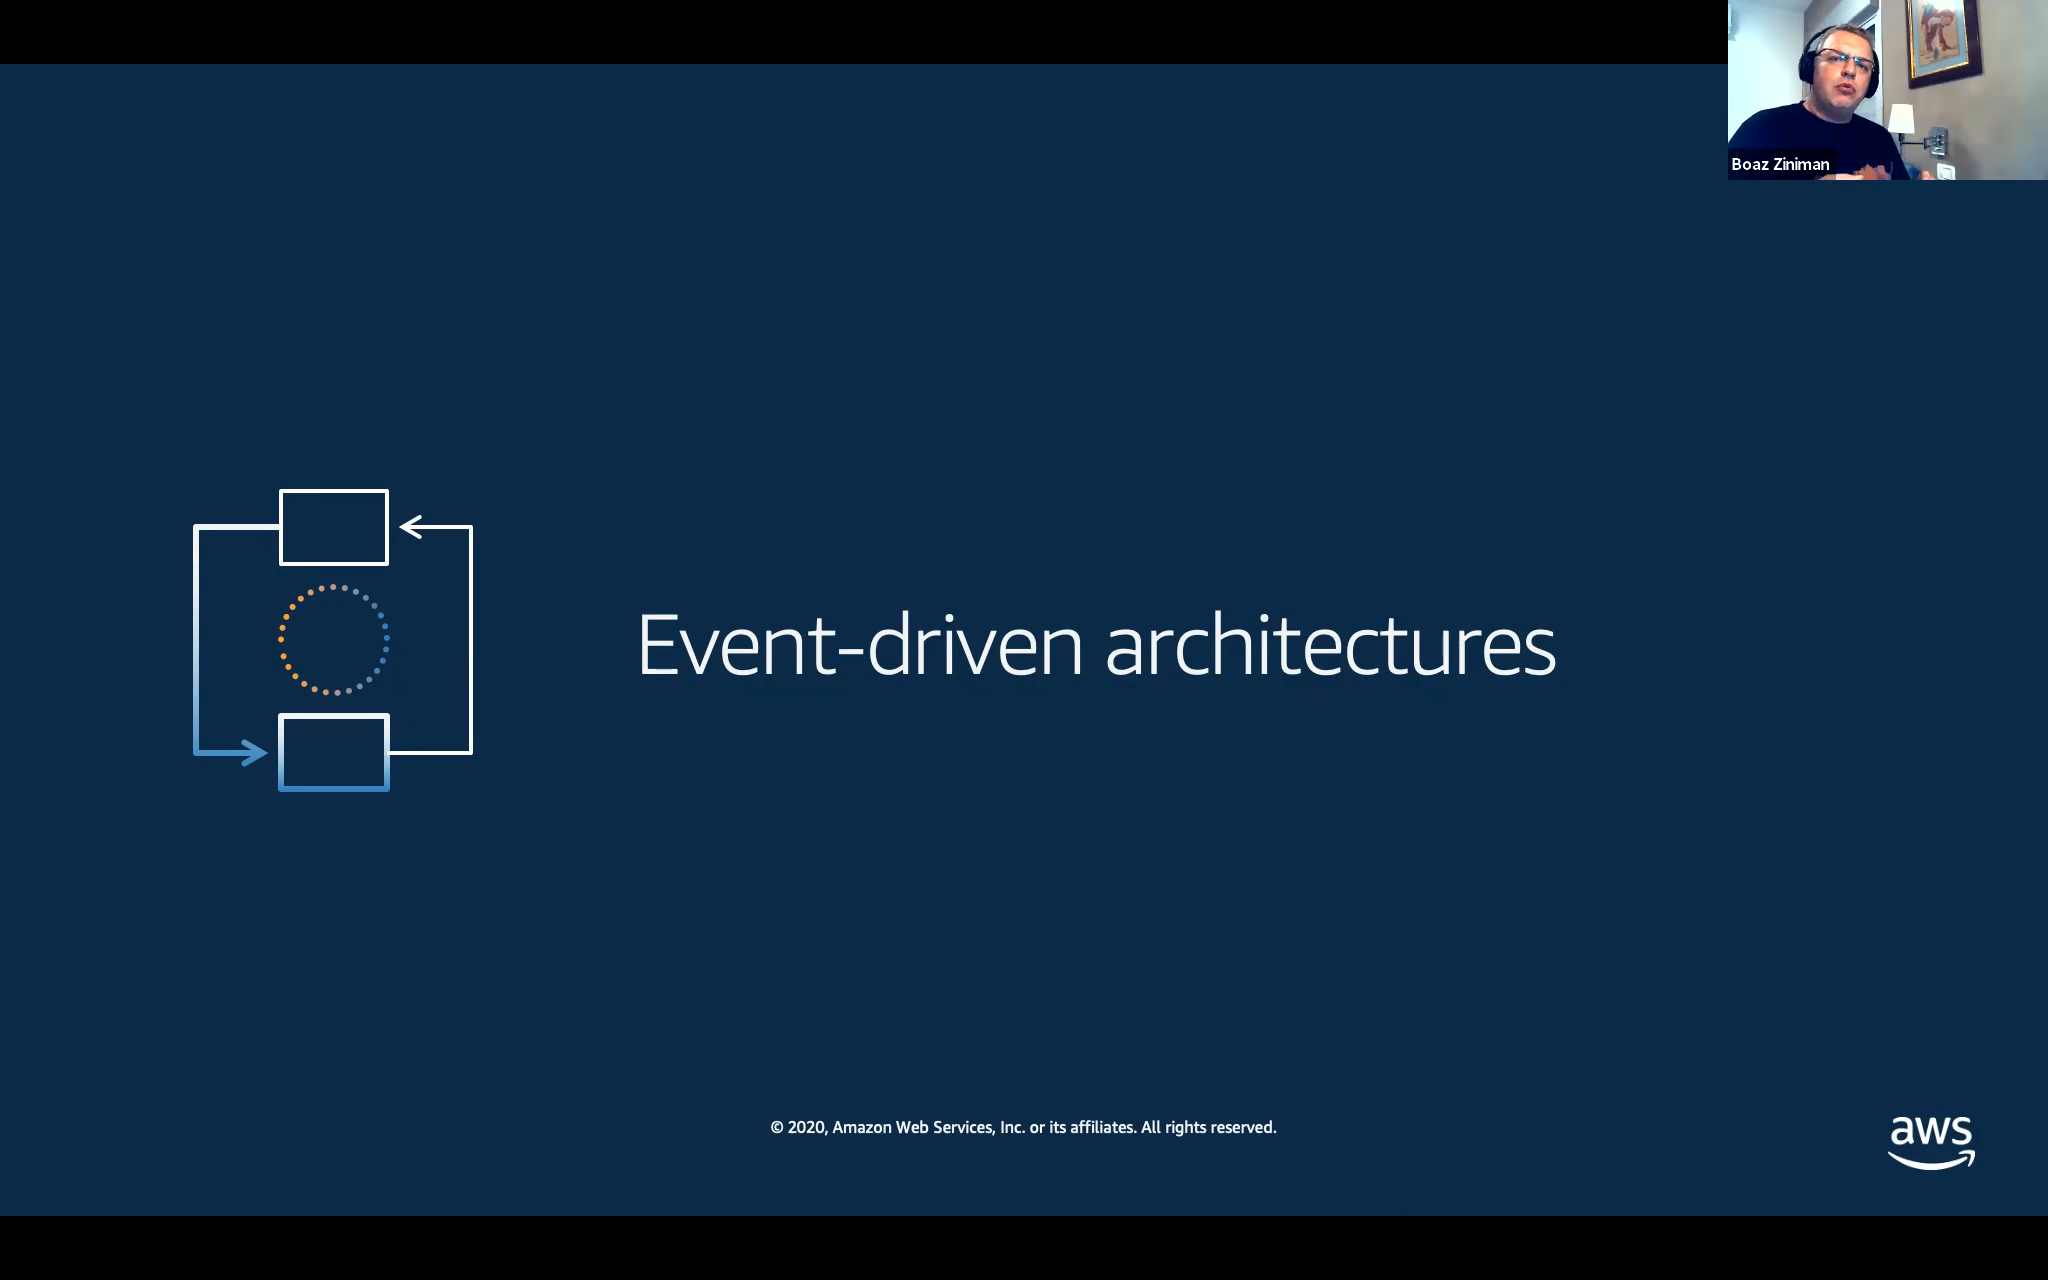 Boaz Ziniman
Event-driven architectures
© 2020, Amazon Web Services, Inc. or its affiliates. All rights reserved.
aws